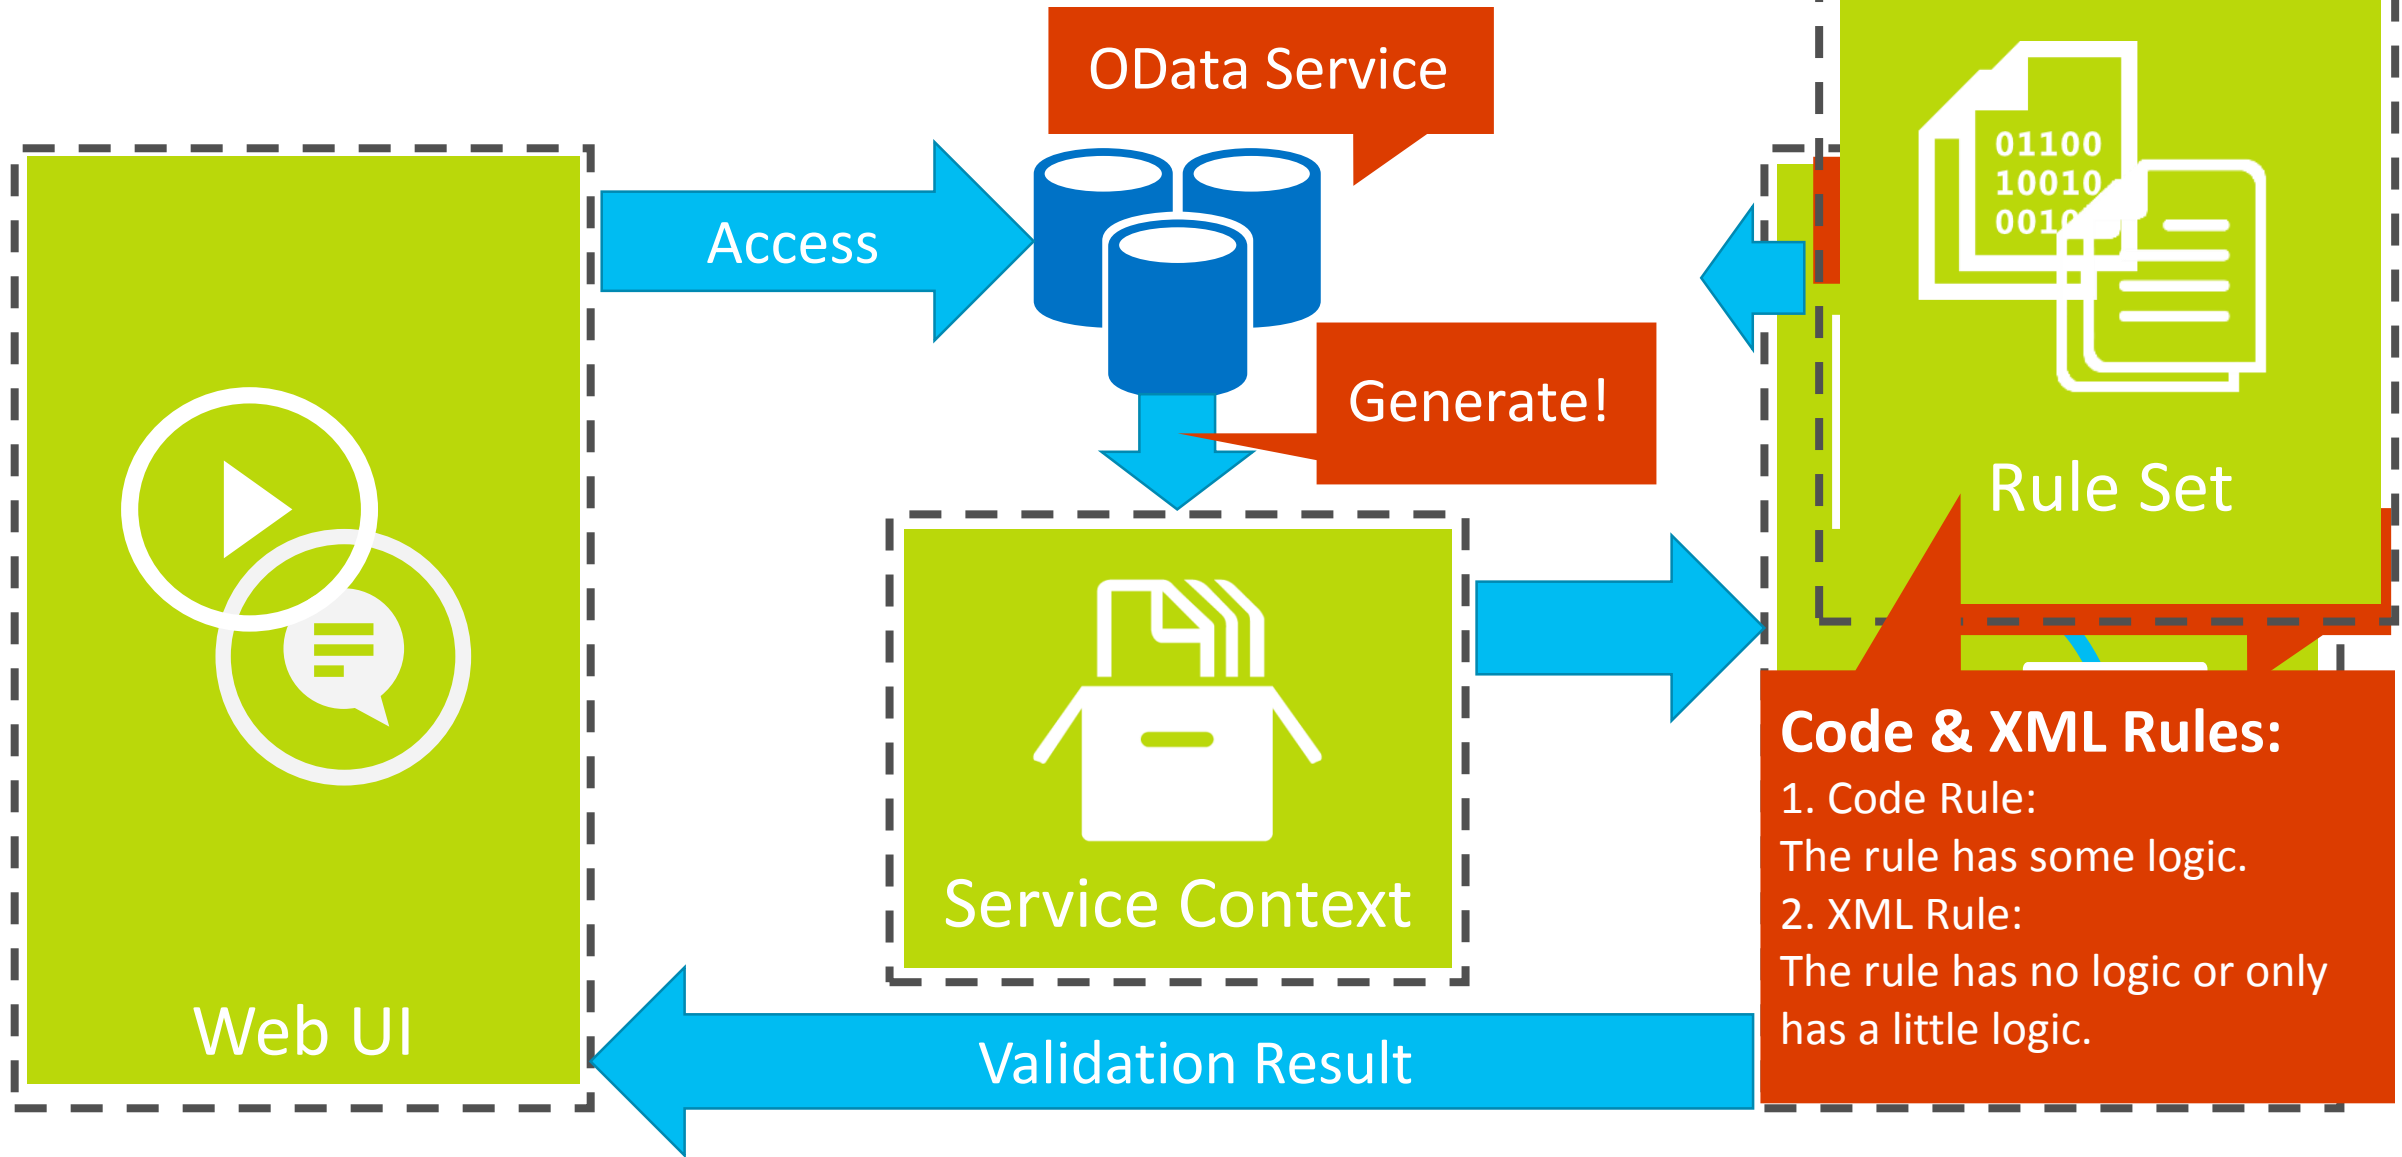 OData Service
Access
Generate!
01100
10010
Rule Set
Service Context
Web UI
Validation Result
Code & XML Rules:
1. Code Rule:
The rule has some logic.
2. XML Rule:
The rule has no logic or only
has a little logic.